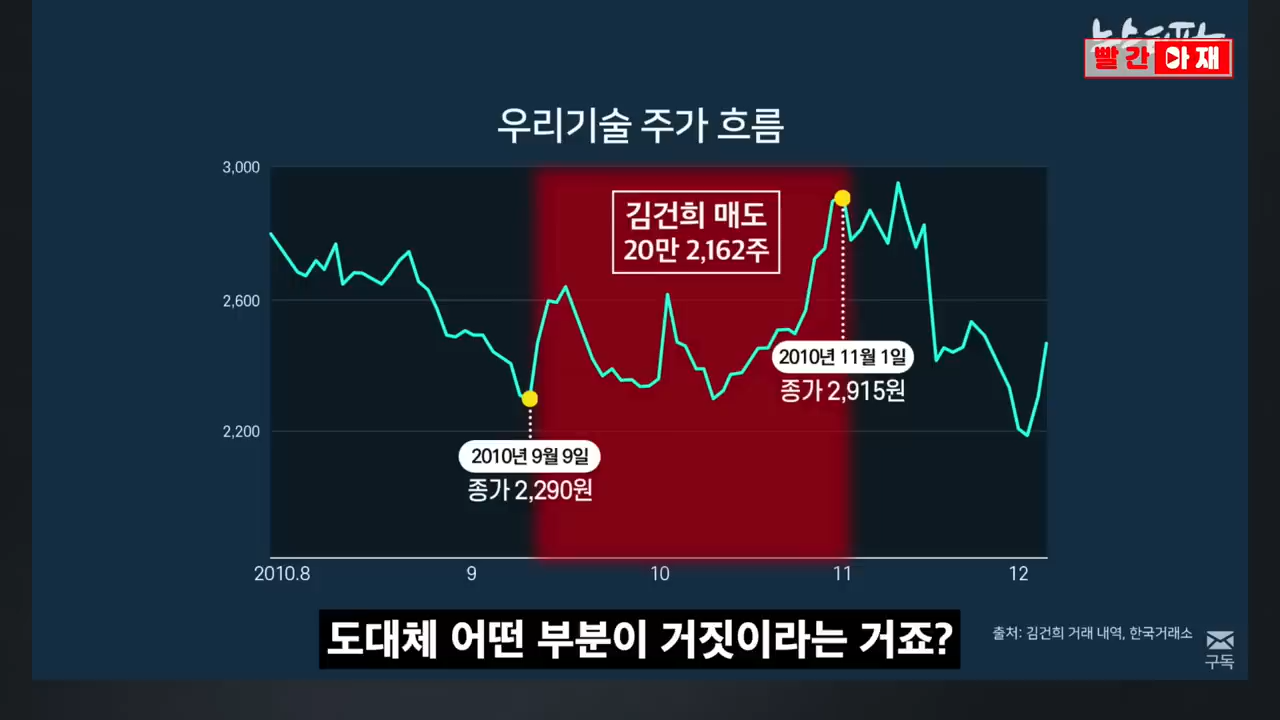 뉴스타파
빨간아재
우리기술 주가 흐름
3,000
김건희 매도
20만 2,162주
2,600
2010년 11월 1일
종가 2,915원
2,200
2010년 9월 9일
종가 2,290원
2010.8
9
10
11
12
도대체 어떤 부분이 거짓이라는 거죠?
출처: 김건희 거래 내역, 한국거래소
구독